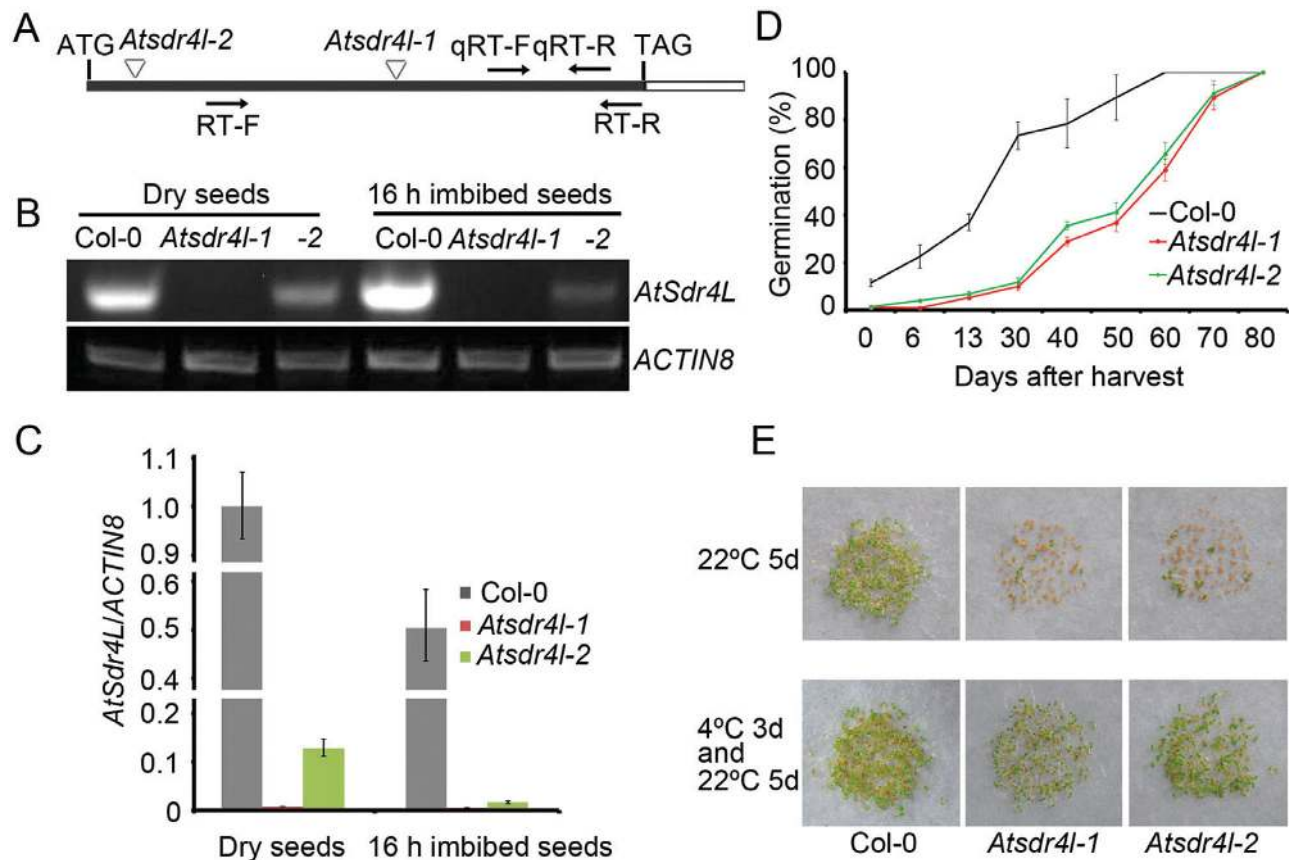 A
ATG Atsdr4l-2 Atsdr4l-1 qRT-F qRT-R TAG
RT-F RT-R
B
Dry seeds 16 h imbibed seeds
Col-0 Atsdr4l-1 -2 Col-0 Atsdr4l-1 -2
AtSdr4L
ACTIN8
C
AtSdr4L/ACTIN8
1.1
1.0
0.9
0.6
0.5
0.4
0.2
0.1
0
Col-0
Atsdr4l-1
Atsdr4l-2
Dry seeds 16 h imbibed seeds
D
Germination (%)
100
80
60
40
20
0
Col-0
Atsdr4l-1
Atsdr4l-2
0 6 13 30 40 50 60 70 80
Days after harvest
E
22ºC 5d
4ºC 3d
and
22ºC 5d
Col-0 Atsdr4l-1 Atsdr4l-2